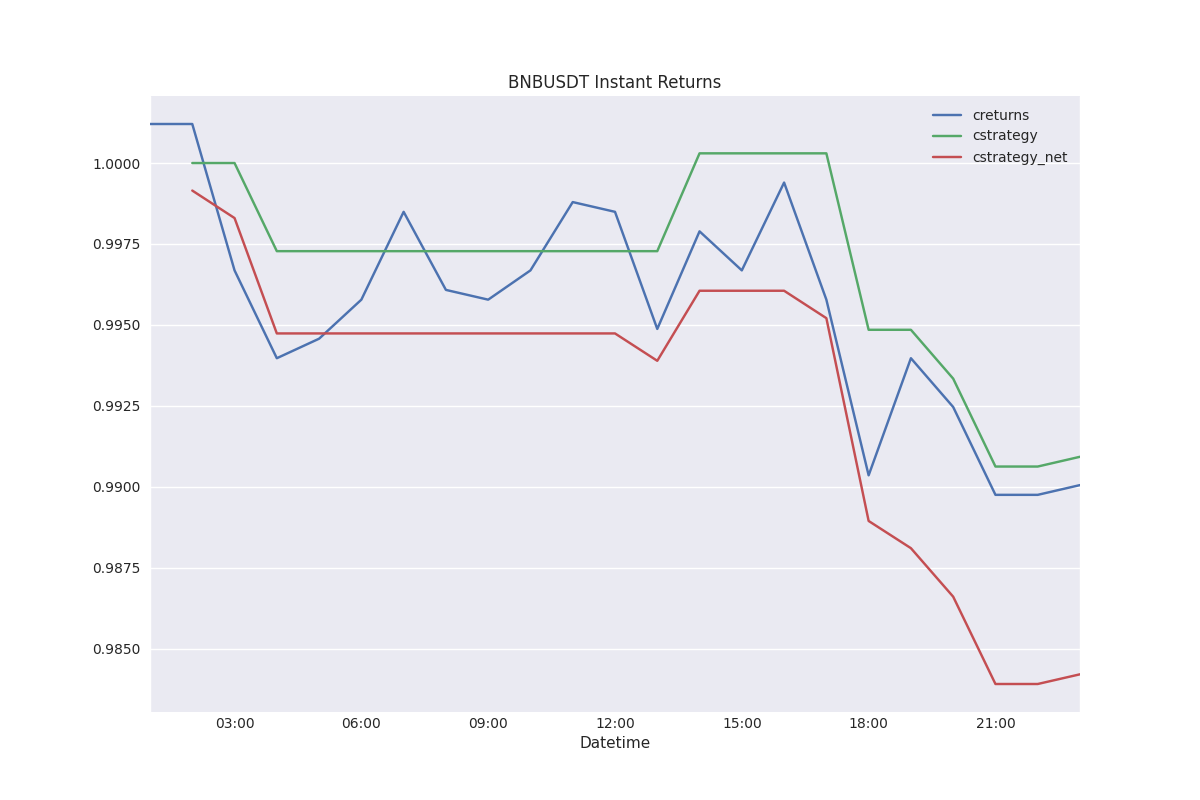 BNBUSDT Instant Returns
creturns
cstrategy
cstrategy_net
1.0000
0.9975
0.9950
0.9925
0.9900
0.9875
0.9850
03:00 06:00 09:00 12:00 15:00 18:00 21:00
Datetime